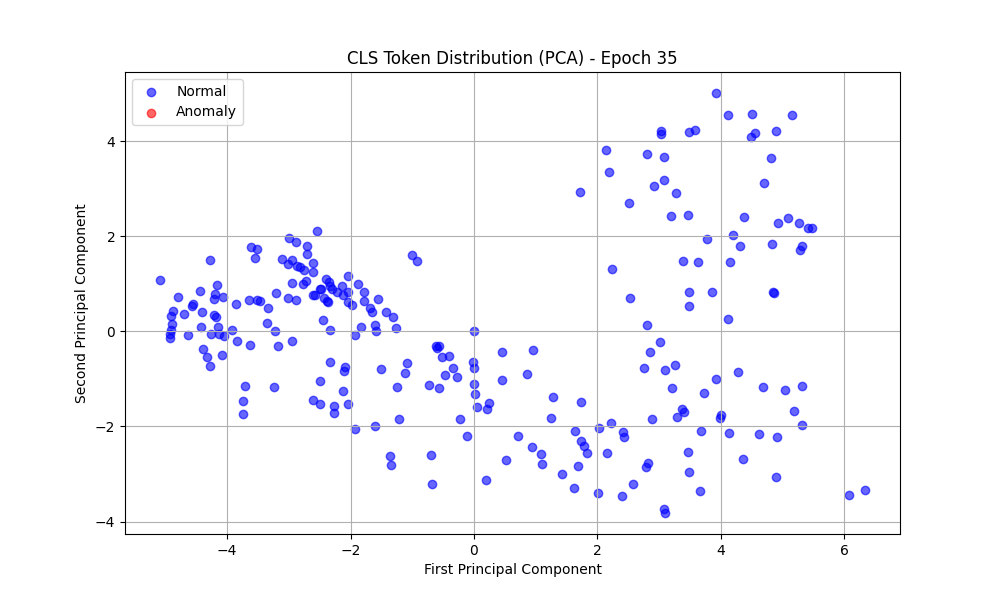 CLS Token Distribution (PCA) - Epoch 35
Normal
Anomaly
4
2
0
−2
−4
Second Principal Component
−4
−2
0
2
4
6
First Principal Component